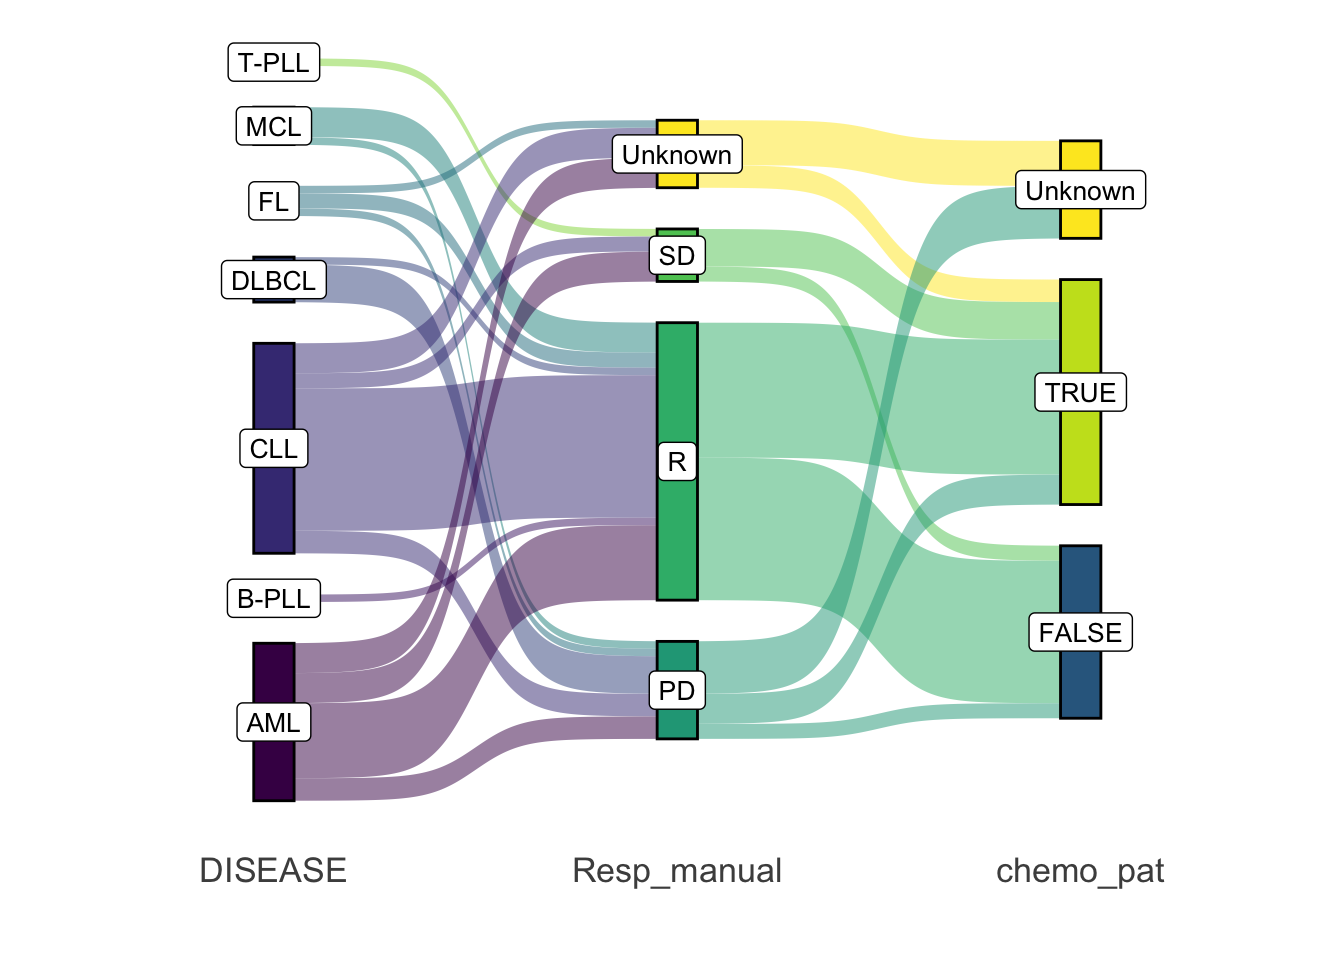 T-PLL
MCL
FL
DLBCL
CLL
B-PLL
AML
Unknown
SD
R
PD
Unknown
TRUE
FALSE
DISEASE
Resp_manual
chemo_pat